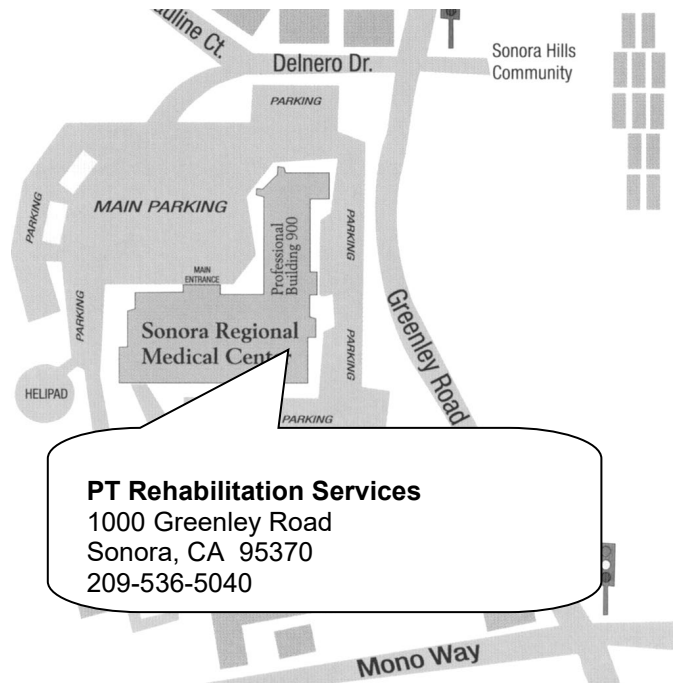 uline Ct.
Delnero Dr.
Sonora Hills
Community
PARKING
MAIN PARKING
PARKING
PARKING
Professional
Building 900
MAIN
ENTRANCE
PARKING
Greenley Road
Sonora Regional
Medical Cent
PARKING
HELIPAD
PARKING
PT Rehabilitation Services
1000 Greenley Road
Sonora, CA 95370
209-536-5040
Mono Way